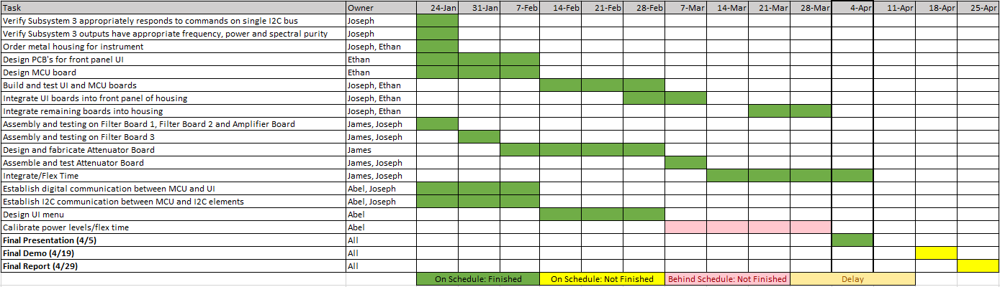 Task Owner 24-Jan 31-Jan 7-Feb 14-Feb 21-Feb 28-Feb 7-Mar 14-Mar 21-Mar 28-Mar 4-Apr 11-Apr 18-Apr 25-Apr
Verify Subsystem 3 appropriately responds to commands on single I2C bus Joseph
Verify Subsystem 3 outputs have appropriate frequency, power and spectral purity Joseph
Order metal housing for instrument Joseph, Ethan
Design PCB's for front panel UI Ethan
Design MCU board Ethan
Build and test UI and MCU boards Joseph, Ethan
Integrate UI boards into front panel of housing Joseph, Ethan
Integrate remaining boards into housing Joseph, Ethan
Assembly and testing on Filter Board 1, Filter Board 2 and Amplifier Board James, Joseph
Assembly and testing on Filter Board 3 James, Joseph
Design and fabricate Attenuator Board James
Assemble and test Attenuator Board James, Joseph
Integrate/Flex Time James, Joseph
Establish digital communication between MCU and UI Abel, Joseph
Establish I2C communication between MCU and I2C elements Abel, Joseph
Design UI menu Abel
Calibrate power levels/flex time Abel
Final Presentation (4/5) All
Final Demo (4/19) All
Final Report (4/29) All
On Schedule: Finished On Schedule: Not Finished Behind Schedule: Not Finished Delay